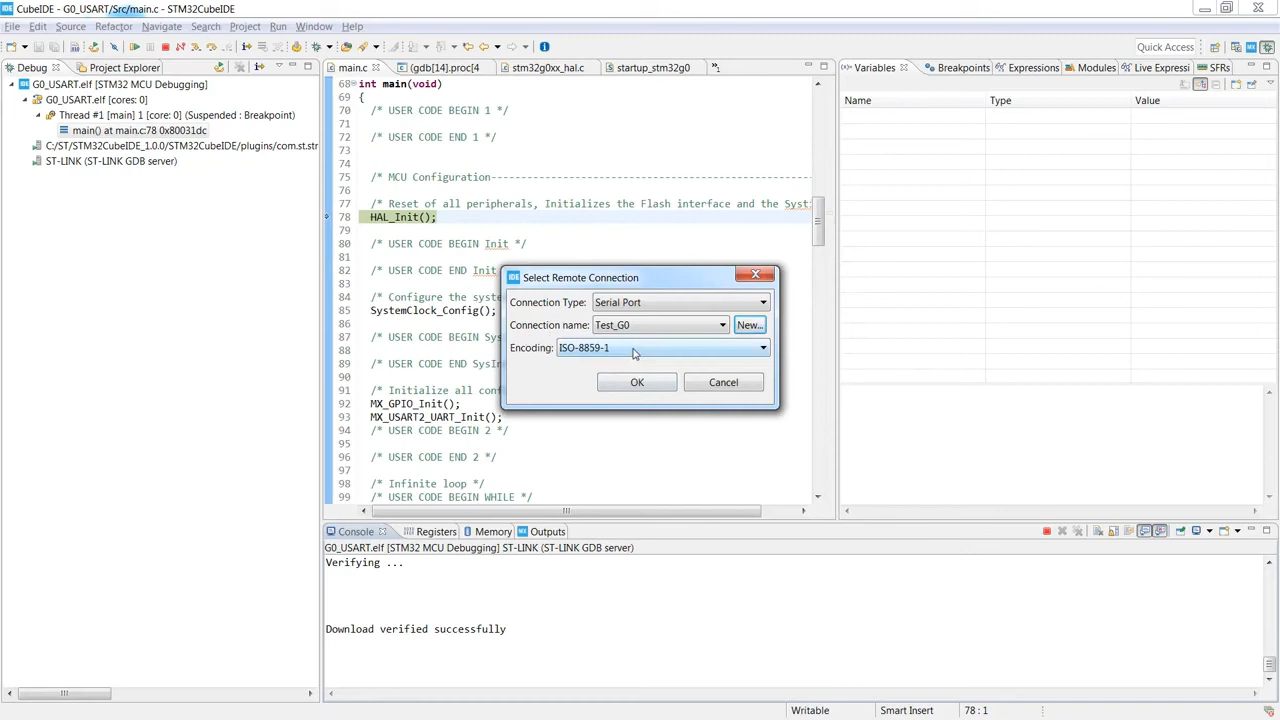 CubeIDE - G0_USART/Src/main.c - STM32CubeIDE
File Edit Source Refactor Navigate Search Project Run Window Help
Quick Access
Debug
Project Explorer
G0_USART.elf [STM32 MCU Debugging]
G0_USART.elf [cores: 0]
Thread #1 [main] 1 [core: 0] (Suspended : Breakpoint)
main() at main.c:78 0x80031dc
C:/ST/STM32CubeIDE_1.0.0/STM32CubeIDE/plugins/com.st.str
ST-LINK (ST-LINK GDB server)
main.c
(gdb[14].proc[4
stm32g0xx_hal.c
startup_stm32g0
68 int main(void)
69 {
70 /* USER CODE BEGIN 1 */
71
72 /* USER CODE END 1 */
73
74
75 /* MCU Configuration--------------------------------------------------------
76
77 /* Reset of all peripherals, Initializes the Flash interface and the Syst
78 HAL_Init();
79
80 /* USER CODE BEGIN Init */
81
82 /* USER CODE END Init
83
84 /* Configure the syste
85 SystemClock_Config();
86
87 /* USER CODE BEGIN Sys
88
89 /* USER CODE END SysIn
90
91 /* Initialize all conf
92 MX_GPIO_Init();
93 MX_USART2_UART_Init();
94 /* USER CODE BEGIN 2 */
95
96 /* USER CODE END 2 */
97
98 /* Infinite loop */
99 /* USER CODE BEGIN WHILE */
IDE Select Remote Connection
Connection Type: Serial Port
Connection name: Test_G0 New...
Encoding: ISO-8859-1
OK Cancel
Variables
Breakpoints
Expressions
Modules
Live Expressi
SFRs
Name Type Value
Console
Registers
Memory
Outputs
G0_USART.elf [STM32 MCU Debugging] ST-LINK (ST-LINK GDB server)
Verifying ...
Download verified successfully
Writable Smart Insert 78 : 1